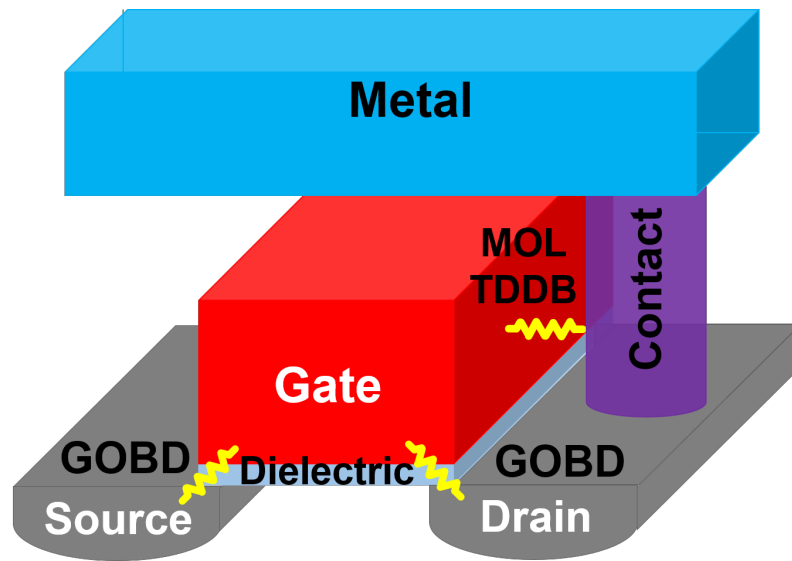 Metal
MOL
TDDB
Contact
Gate
GOBD
Dielectric
GOBD
Source
Drain